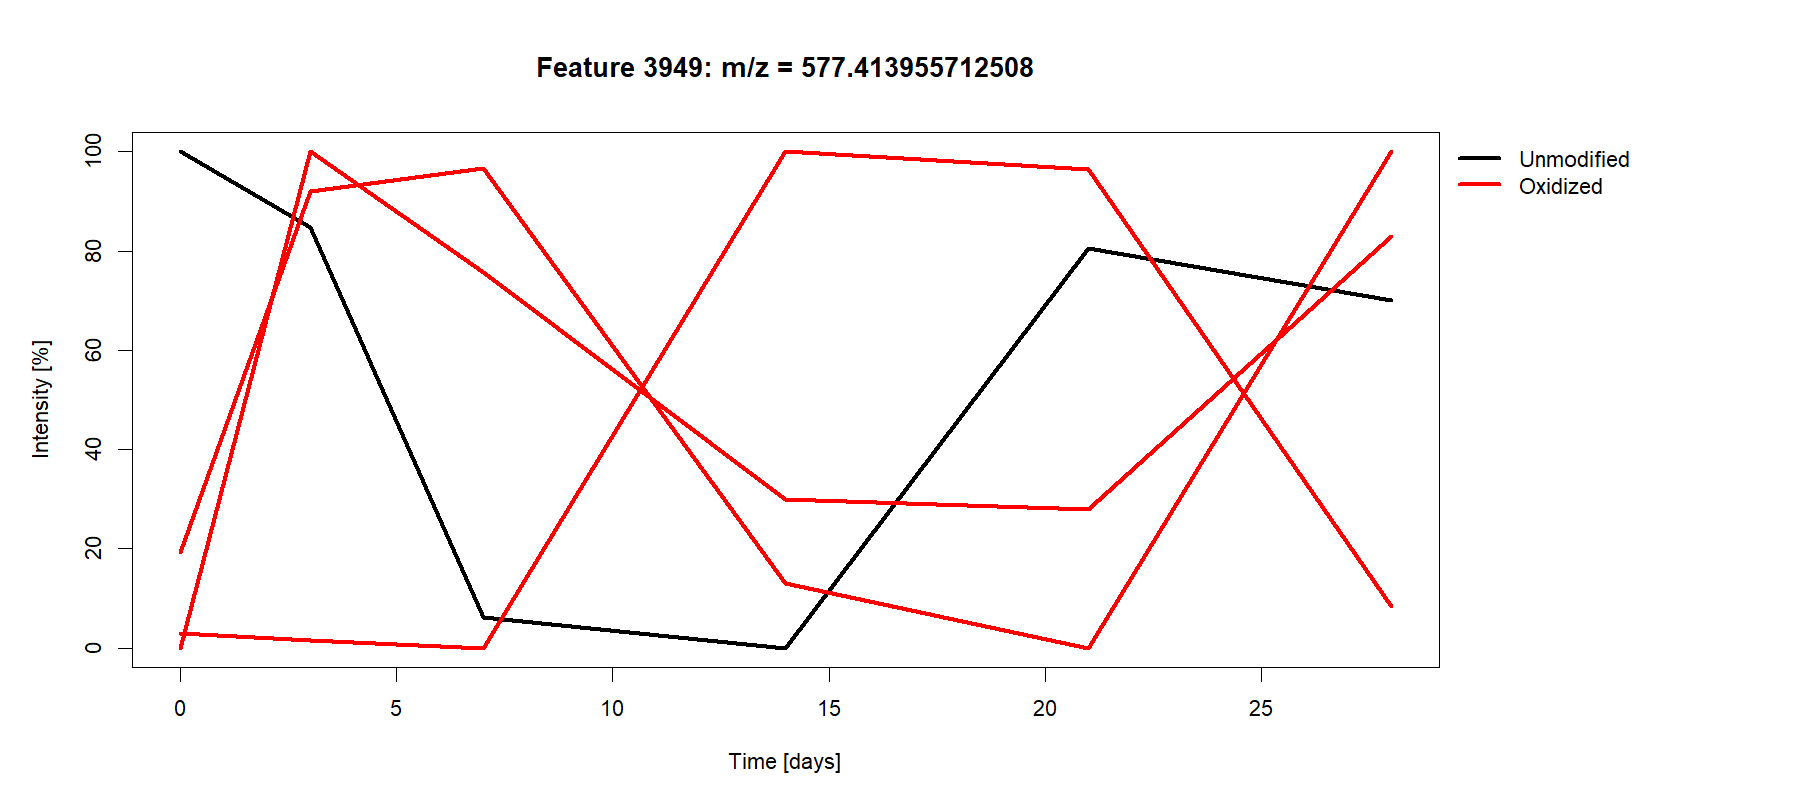 Feature 3949: m/z = 577.413955712508
Unmodified
Oxidized
Intensity [%]
100
80
60
40
20
0
0 5 10 15 20 25
Time [days]